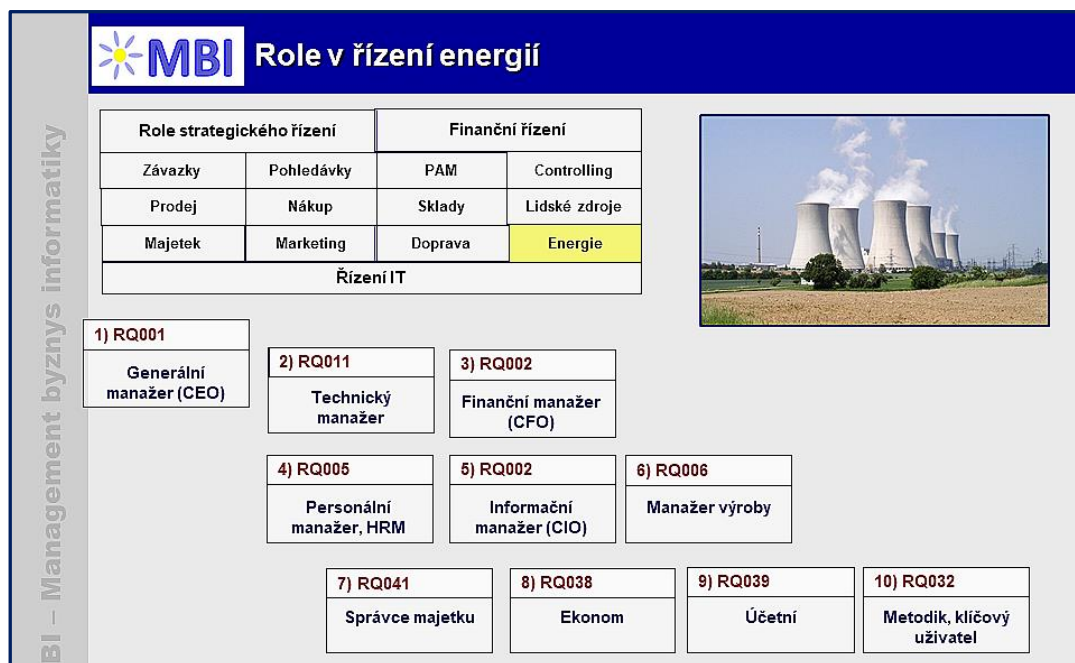 MBI Role v řízení energií
Role strategického řízení Finanční řízení
Závazky Pohledávky PAM Controlling
Prodej Nákup Sklady Lidské zdroje
Majetek Marketing Doprava Energie
Řízení IT
1) RQ001
Generální
manažer (CEO)
2) RQ011
Technický
manažer
3) RQ002
Finanční manažer
(CFO)
4) RQ005
Personální
manažer, HRM
5) RQ002
Informační
manažer (CIO)
6) RQ006
Manažer výroby
7) RQ041
Správce majetku
8) RQ038
Ekonom
9) RQ039
Účetní
10) RQ032
Metodik, klíčový
uživatel
BI – Management byznys informatiky